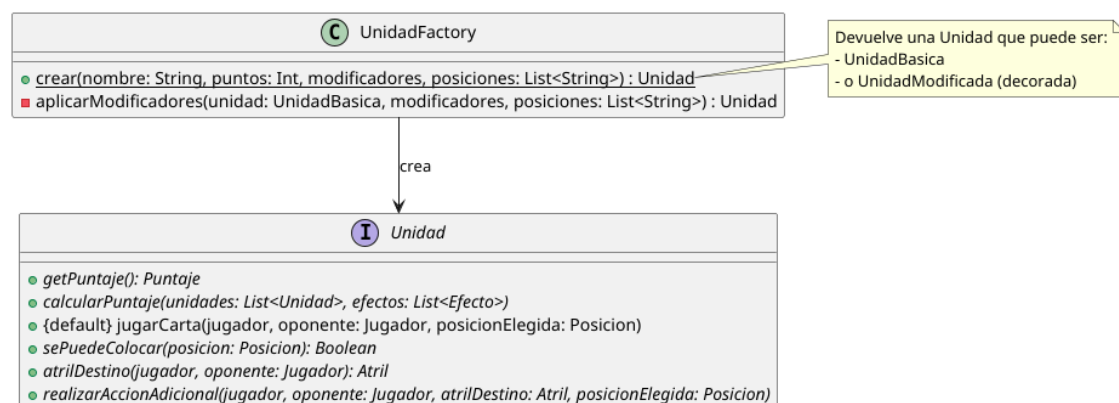 C UnidadFactory
crear(nombre: String, puntos: Int, modificadores, posiciones: List<String>) : Unidad
aplicarModificadores(unidad: UnidadBasica, modificadores, posiciones: List<String>) : Unidad
Devuelve una Unidad que puede ser:
- UnidadBasica
- o UnidadModificada (decorada)
crea
I Unidad
getPuntaje(): Puntaje
calcularPuntaje(unidades: List<Unidad>, efectos: List<Efecto>)
{default} jugarCarta(jugador, oponente: Jugador, posicionElegida: Posicion)
sePuedeColocar(posicion: Posicion): Boolean
atrilDestino(jugador, oponente: Jugador): Atril
realizarAccionAdicional(jugador, oponente: Jugador, atrilDestino: Atril, posicionElegida: Posicion)